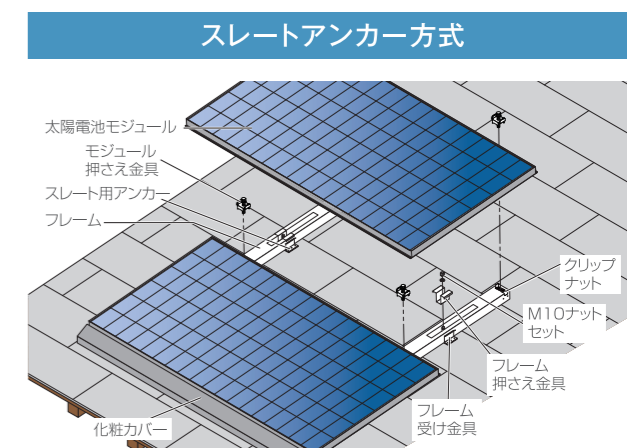 スレートアンカー方式
太陽電池モジュール
モジュール
押さえ金具
スレート用アンカー
フレーム
クリップ
ナット
M10ナット
セット
フレーム
押さえ金具
フレーム
受け金具
化粧カバー